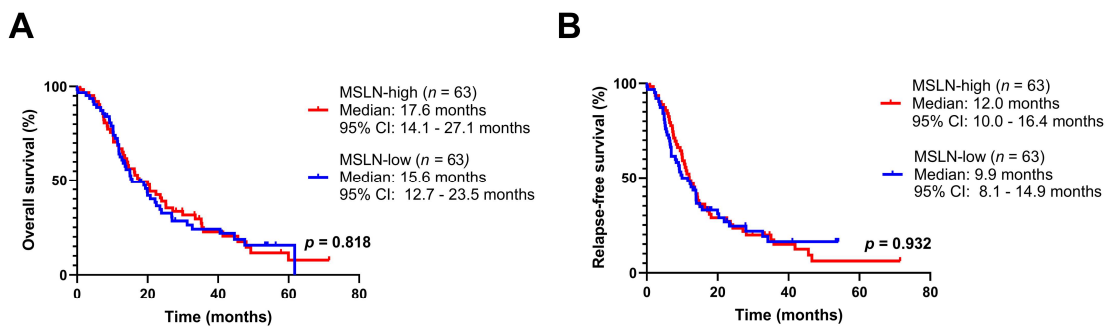 A
Overall survival (%)
100
50
0
0 20 40 60 80
Time (months)
MSLN-high (n = 63)
Median: 17.6 months
95% CI: 14.1 - 27.1 months
MSLN-low (n = 63)
Median: 15.6 months
95% CI: 12.7 - 23.5 months
p = 0.818
B
Relapse-free survival (%)
100
50
0
0 20 40 60 80
Time (months)
MSLN-high (n = 63)
Median: 12.0 months
95% CI: 10.0 - 16.4 months
MSLN-low (n = 63)
Median: 9.9 months
95% CI: 8.1 - 14.9 months
p = 0.932